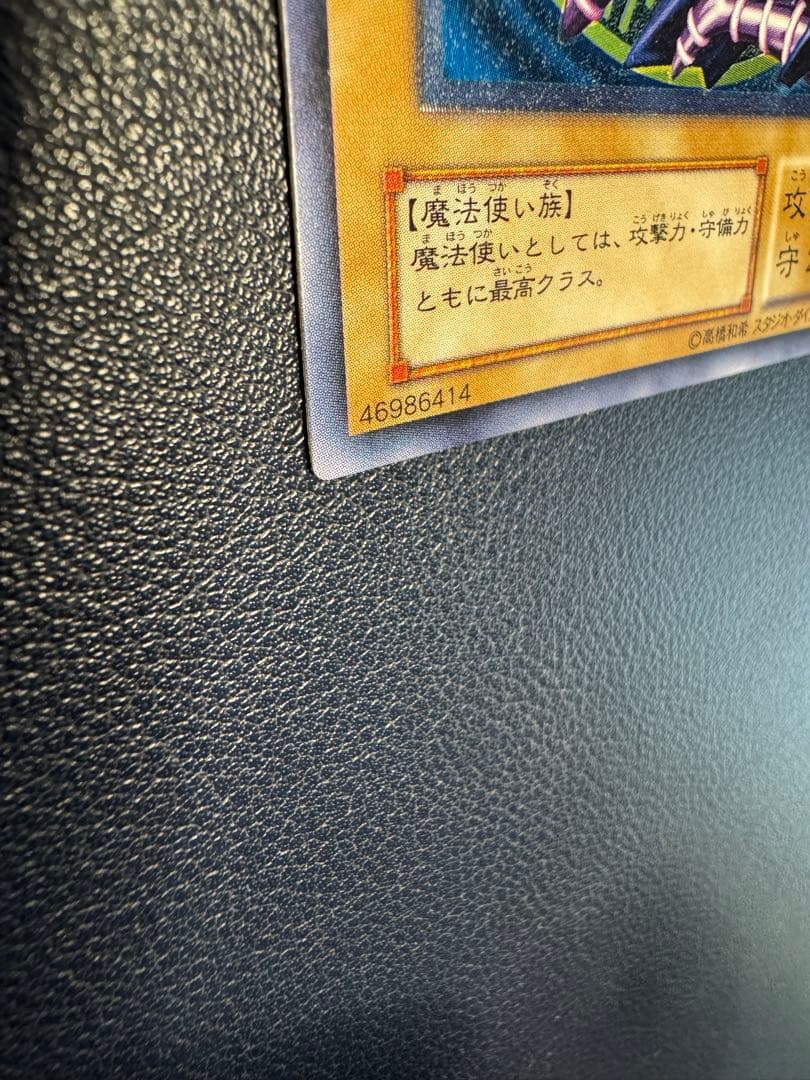 【魔法使い族】
魔法使いとしては、攻撃力・守備力
ともに最高クラス。
攻
守
©高橋和希 スタジオ・ダイ
46986414